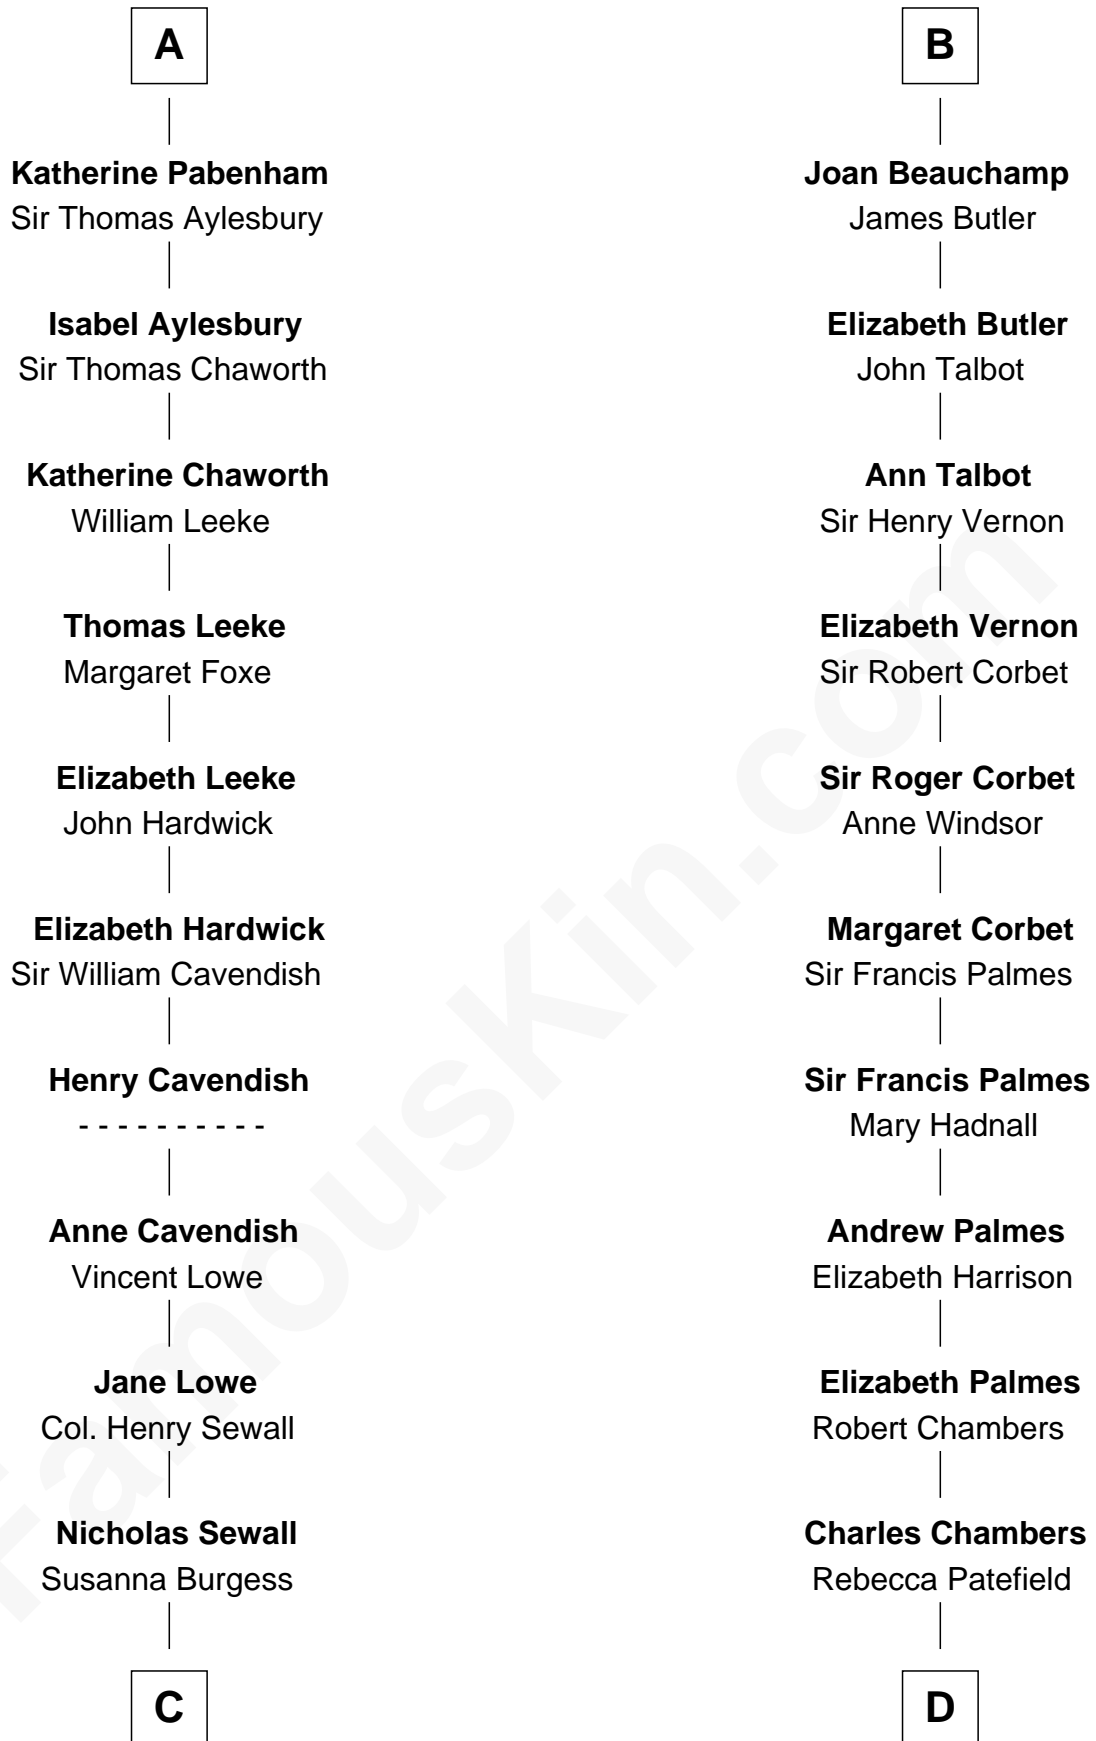 A
Katherine Pabenham
Sir Thomas Aylesbury
Isabel Aylesbury
Sir Thomas Chaworth
Katherine Chaworth
William Leeke
Thomas Leeke
Margaret Foxe
Elizabeth Leeke
John Hardwick
Elizabeth Hardwick
Sir William Cavendish
Henry Cavendish
- - - - - - - - - -
Anne Cavendish
Vincent Lowe
Jane Lowe
Col. Henry Sewall
Nicholas Sewall
Susanna Burgess
C
B
Joan Beauchamp
James Butler
Elizabeth Butler
John Talbot
Ann Talbot
Sir Henry Vernon
Elizabeth Vernon
Sir Robert Corbet
Sir Roger Corbet
Anne Windsor
Margaret Corbet
Sir Francis Palmes
Sir Francis Palmes
Mary Hadnall
Andrew Palmes
Elizabeth Harrison
Elizabeth Palmes
Robert Chambers
Charles Chambers
Rebecca Patefield
D
FamousKin.com